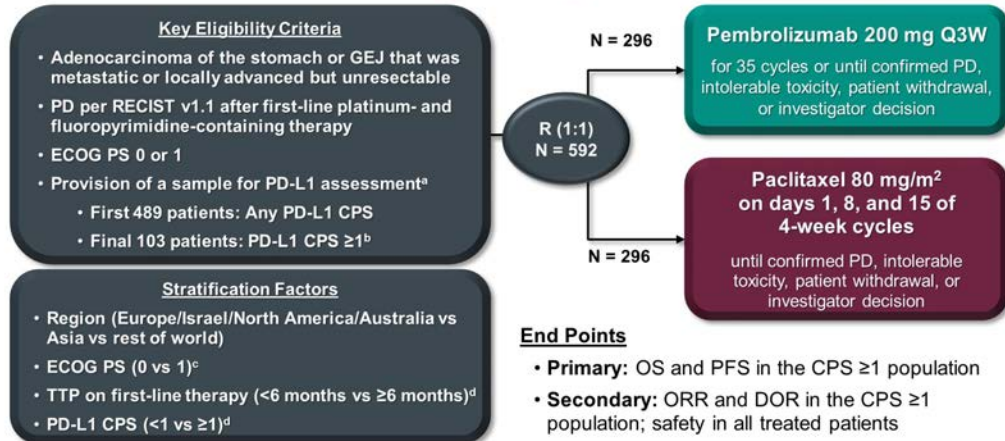 Key Eligibility Criteria
• Adenocarcinoma of the stomach or GEJ that was
metastatic or locally advanced but unresectable
• PD per RECIST v1.1 after first-line platinum- and
fluoropyrimidine-containing therapy
• ECOG PS 0 or 1
• Provision of a sample for PD-L1 assessmentᵃ
• First 489 patients: Any PD-L1 CPS
• Final 103 patients: PD-L1 CPS ≥1ᵇ
Stratification Factors
• Region (Europe/Israel/North America/Australia vs
Asia vs rest of world)
• ECOG PS (0 vs 1)ᶜ
• TTP on first-line therapy (<6 months vs ≥6 months)ᵈ
• PD-L1 CPS (<1 vs ≥1)ᵈ
R (1:1)
N = 592
N = 296
Pembrolizumab 200 mg Q3W
for 35 cycles or until confirmed PD,
intolerable toxicity, patient withdrawal,
or investigator decision
N = 296
Paclitaxel 80 mg/m²
on days 1, 8, and 15 of
4-week cycles
until confirmed PD, intolerable
toxicity, patient withdrawal, or
investigator decision
End Points
• Primary: OS and PFS in the CPS ≥1 population
• Secondary: ORR and DOR in the CPS ≥1
population; safety in all treated patients